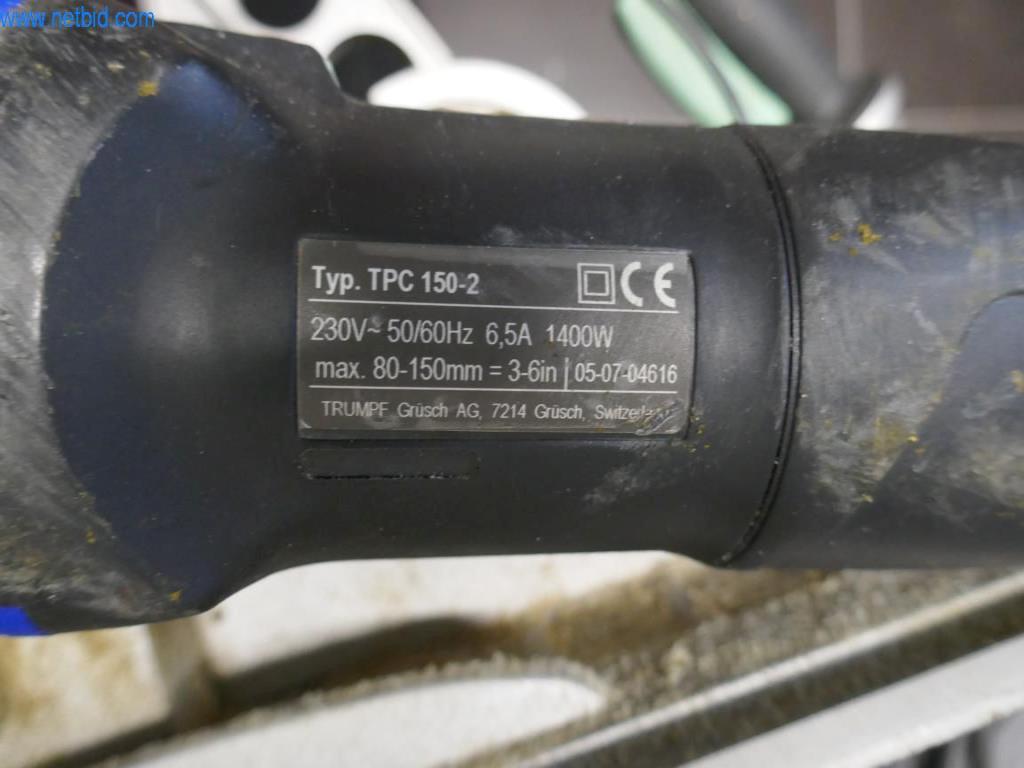 www.netbid.com
Typ. TPC 150-2 CE
230V~ 50/60Hz 6,5A 1400W
max. 80-150mm = 3-6in | 05-07-04616
TRUMPF Grüsch AG, 7214 Grüsch, Switzerland